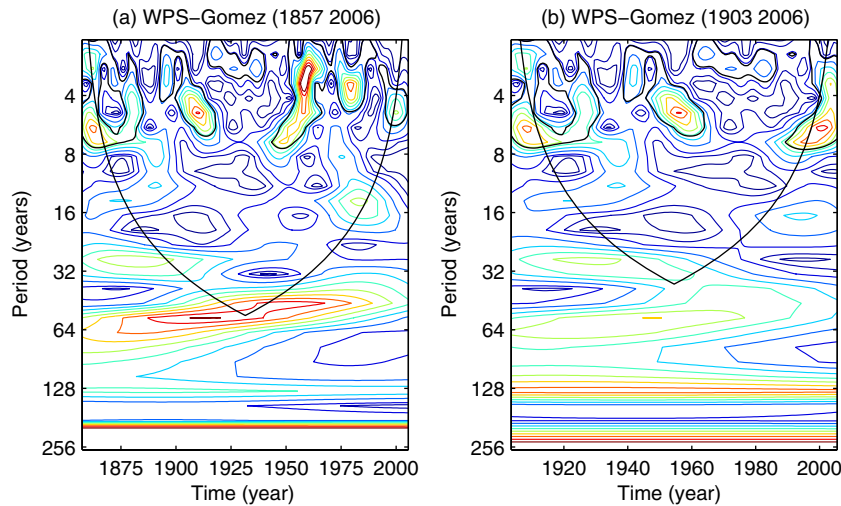 (a) WPS−Gomez (1857 2006)
(b) WPS−Gomez (1903 2006)
Period (years)
4
8
16
32
64
128
256
1875 1900 1925 1950 1975 2000
Time (year)
Period (years)
4
8
16
32
64
128
256
1920 1940 1960 1980 2000
Time (year)